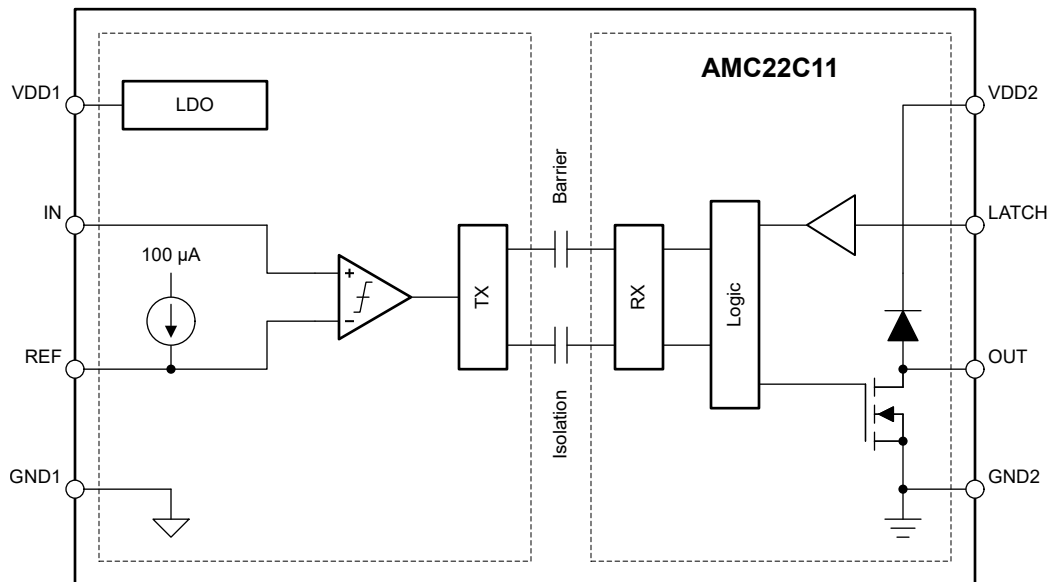 AMC22C11
VDD1
LDO
VDD2
Barrier
IN
LATCH
100 µA
+
−
TX
RX
Logic
REF
OUT
Isolation
GND1
GND2